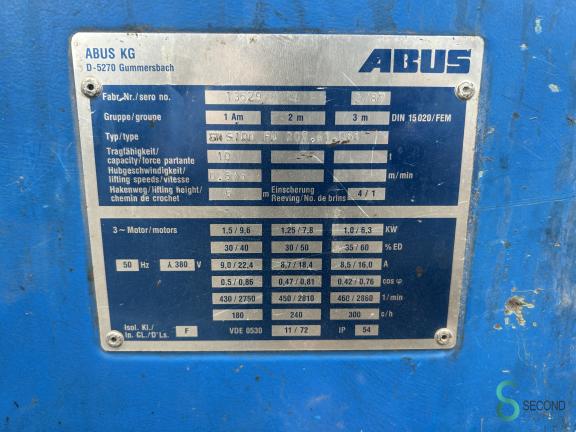 ABUS KG
D-5270 Gummersbach
ABUS
Fabr. Nr./sero no.
Gruppe/groupe 1 Am 2 m 3 m DIN 15020/FEM
Typ/type
Tragfähigkeit/
capacity/force partante 10 t
Hubgeschwindigkeit/
lifting speeds/vitesse m/min
Hakenweg/lifting height/
chemin de crochet 6 m Einscherung
Reeving/No. de brins 4/1
3~ Motor/motors 1,5/9,6 1,25/7,8 1,0/6,3 KW
30/40 30/50 35/60 % ED
50 Hz ⅄ 380 V 9,0/22,4 8,7/18,4 8,5/16,0 A
0,5/0,86 0,47/0,81 0,42/0,76 cos φ
430/2750 450/2810 460/2860 1/min
180 240 300 c/h
Isol. Kl./
In. CL./D'Ls. F VDE 0530 11/72 IP 54
SECOND